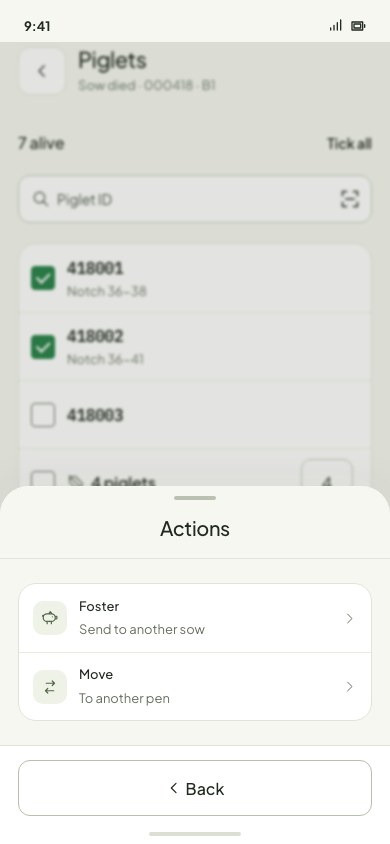 9:41
Piglets
Sow died · 000418 · B1
7 alive
Tick all
Piglet ID
418001
Notch 36–38
418002
Notch 36–41
418003
4 piglets
4
Actions
Foster
Send to another sow
Move
To another pen
Back